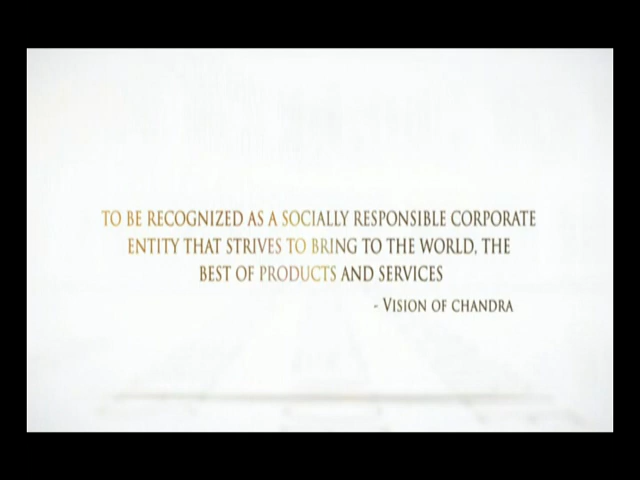 TO BE RECOGNIZED AS A SOCIALLY RESPONSIBLE CORPORATE
ENTITY THAT STRIVES TO BRING TO THE WORLD, THE
BEST OF PRODUCTS AND SERVICES
- VISION OF CHANDRA